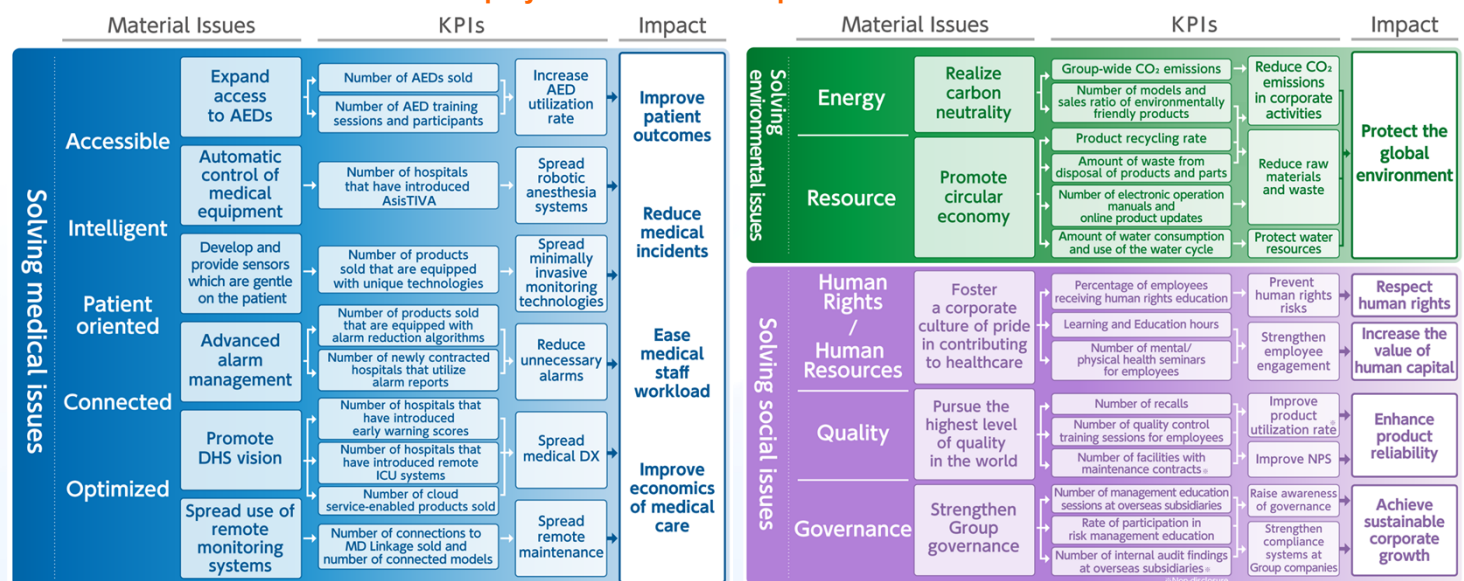 Material Issues
KPIs
Impact
Solving medical issues
Accessible
Intelligent
Patient
oriented
Connected
Optimized
Expand
access
to AEDs
Number of AEDs sold
Number of AED training
sessions and participants
Increase
AED
utilization
rate
Automatic
control of
medical
equipment
Number of hospitals
that have introduced
AsisTIVA
Spread
robotic
anesthesia
systems
Develop and
provide sensors
which are gentle
on the patient
Number of products
sold that are equipped
with unique technologies
Spread
minimally
invasive
monitoring
technologies
Advanced
alarm
management
Number of products sold
that are equipped with
alarm reduction algorithms
Number of newly contracted
hospitals that utilize
alarm reports
Reduce
unnecessary
alarms
Promote
DHS vision
Number of hospitals that
have introduced
early warning scores
Number of hospitals that
have introduced remote
ICU systems
Number of cloud
service-enabled products sold
Spread
medical DX
Spread use of
remote
monitoring
systems
Number of connections to
MD Linkage sold and
number of connected models
Spread
remote
maintenance
Improve
patient
outcomes
Reduce
medical
incidents
Ease
medical
staff
workload
Improve
economics
of medical
care
Material Issues
KPIs
Impact
Solving
environmental issues
Energy
Realize
carbon
neutrality
Group-wide CO₂ emissions
Number of models and
sales ratio of environmentally
friendly products
Reduce CO₂
emissions
in corporate
activities
Resource
Promote
circular
economy
Product recycling rate
Amount of waste from
disposal of products and parts
Number of electronic operation
manuals and
online product updates
Amount of water consumption
and use of the water cycle
Reduce raw
materials
and waste
Protect water
resources
Protect the
global
environment
Solving social issues
Human
Rights
/
Human
Resources
Foster
a corporate
culture of pride
in contributing
to healthcare
Percentage of employees
receiving human rights education
Learning and Education hours
Number of mental/
physical health seminars
for employees
Prevent
human rights
risks
Strengthen
employee
engagement
Respect
human rights
Increase the
value of
human capital
Quality
Pursue the
highest level
of quality
in the world
Number of recalls
Number of quality control
training sessions for employees
Number of facilities with
maintenance contracts※
Improve
product
utilization rate※
Improve NPS
Enhance
product
reliability
Governance
Strengthen
Group
governance
Number of management education
sessions at overseas subsidiaries
Rate of participation in
risk management education
Number of internal audit findings
at overseas subsidiaries※
Raise awareness
of governance
Strengthen
compliance
systems at
Group companies
Achieve
sustainable
corporate
growth